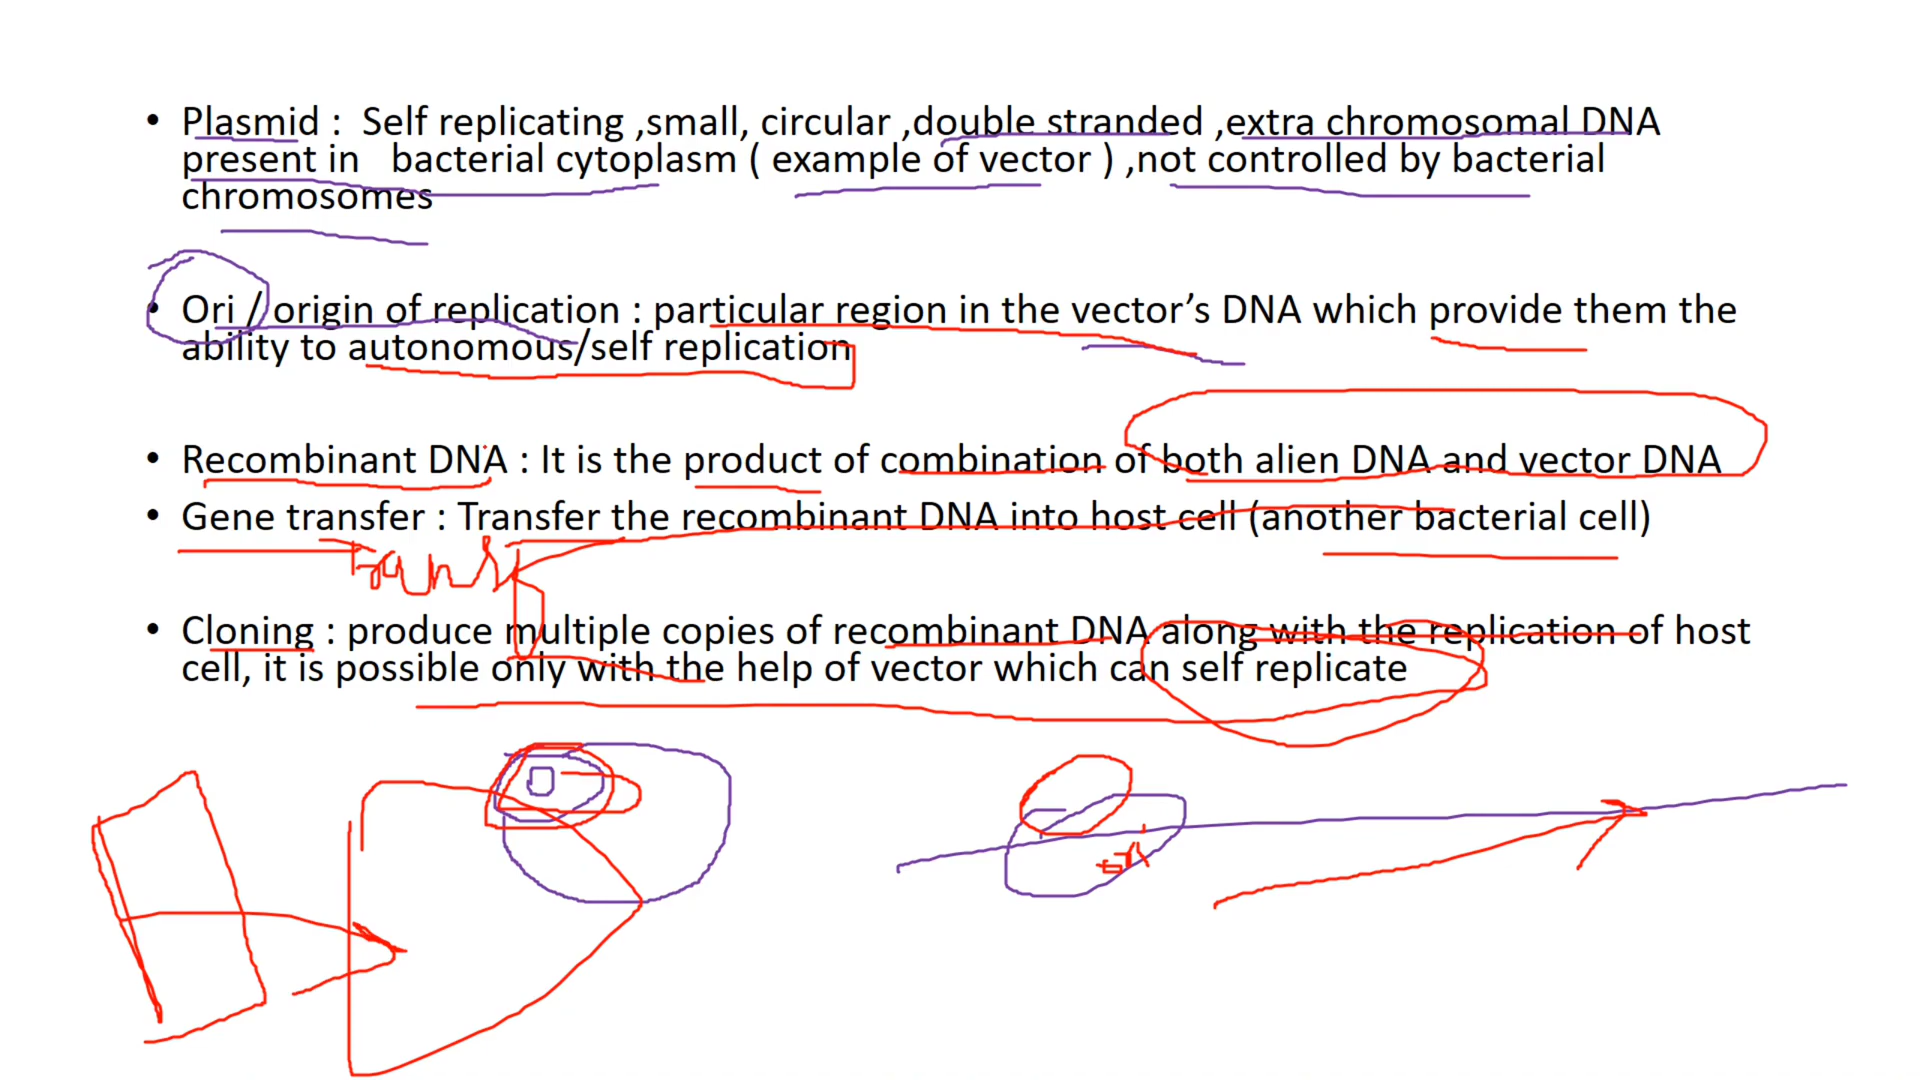 • Plasmid : Self replicating ,small, circular ,double stranded ,extra chromosomal DNA
present in bacterial cytoplasm ( example of vector ) ,not controlled by bacterial
chromosomes
• Ori / origin of replication : particular region in the vector’s DNA which provide them the
ability to autonomous/self replication
• Recombinant DNA : It is the product of combination of both alien DNA and vector DNA
• Gene transfer : Transfer the recombinant DNA into host cell (another bacterial cell)
• Cloning : produce multiple copies of recombinant DNA along with the replication of host
cell, it is possible only with the help of vector which can self replicate